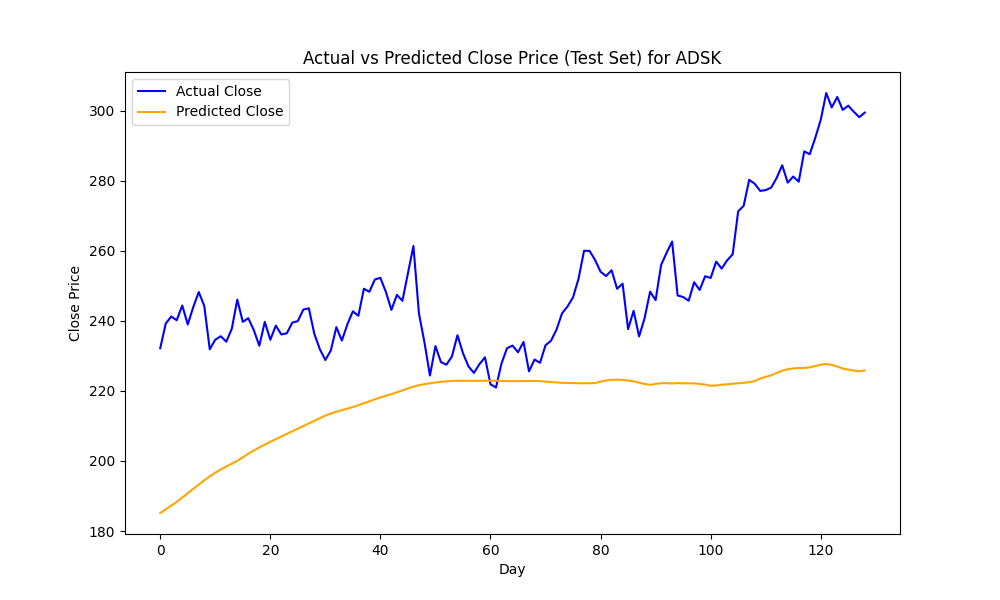 Actual vs Predicted Close Price (Test Set) for ADSK
Actual Close
Predicted Close
Close Price
300
280
260
240
220
200
180
0 20 40 60 80 100 120
Day